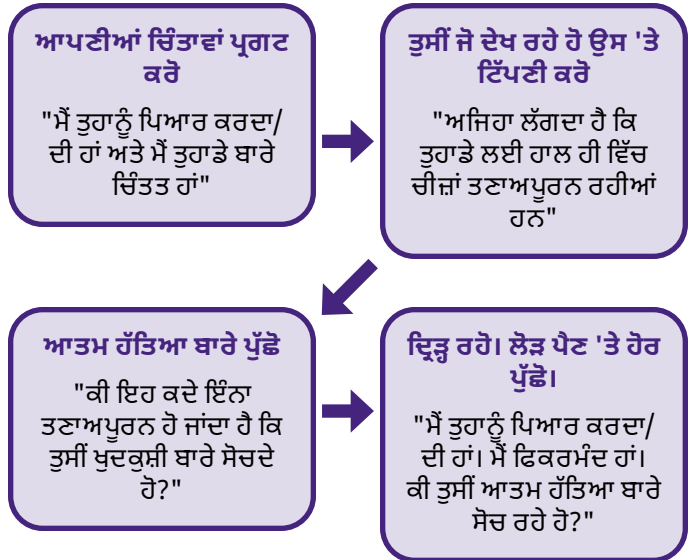 ਆਪਣੀਆਂ ਚਿੰਤਾਵਾਂ ਪ੍ਰਗਟ
ਕਰੋ
"ਮੈਂ ਤੁਹਾਨੂੰ ਪਿਆਰ ਕਰਦਾ/
ਦੀ ਹਾਂ ਅਤੇ ਮੈਂ ਤੁਹਾਡੇ ਬਾਰੇ
ਚਿੰਤਤ ਹਾਂ"
ਤੁਸੀਂ ਜੋ ਦੇਖ ਰਹੇ ਹੋ ਉਸ 'ਤੇ
ਟਿੱਪਣੀ ਕਰੋ
"ਅਜਿਹਾ ਲੱਗਦਾ ਹੈ ਕਿ
ਤੁਹਾਡੇ ਲਈ ਹਾਲ ਹੀ ਵਿੱਚ
ਚੀਜ਼ਾਂ ਤਣਾਅਪੂਰਨ ਰਹੀਆਂ
ਹਨ"
ਆਤਮ ਹੱਤਿਆ ਬਾਰੇ ਪੁੱਛੋ
"ਕੀ ਇਹ ਕਦੇ ਇੰਨਾ
ਤਣਾਅਪੂਰਨ ਹੋ ਜਾਂਦਾ ਹੈ ਕਿ
ਤੁਸੀਂ ਖੁਦਕੁਸ਼ੀ ਬਾਰੇ ਸੋਚਦੇ
ਹੋ?"
ਦ੍ਰਿੜ੍ਹ ਰਹੋ। ਲੋੜ ਪੈਣ 'ਤੇ ਹੋਰ
ਪੁੱਛੋ।
"ਮੈਂ ਤੁਹਾਨੂੰ ਪਿਆਰ ਕਰਦਾ/
ਦੀ ਹਾਂ। ਮੈਂ ਫਿਕਰਮੰਦ ਹਾਂ।
ਕੀ ਤੁਸੀਂ ਆਤਮ ਹੱਤਿਆ ਬਾਰੇ
ਸੋਚ ਰਹੇ ਹੋ?"